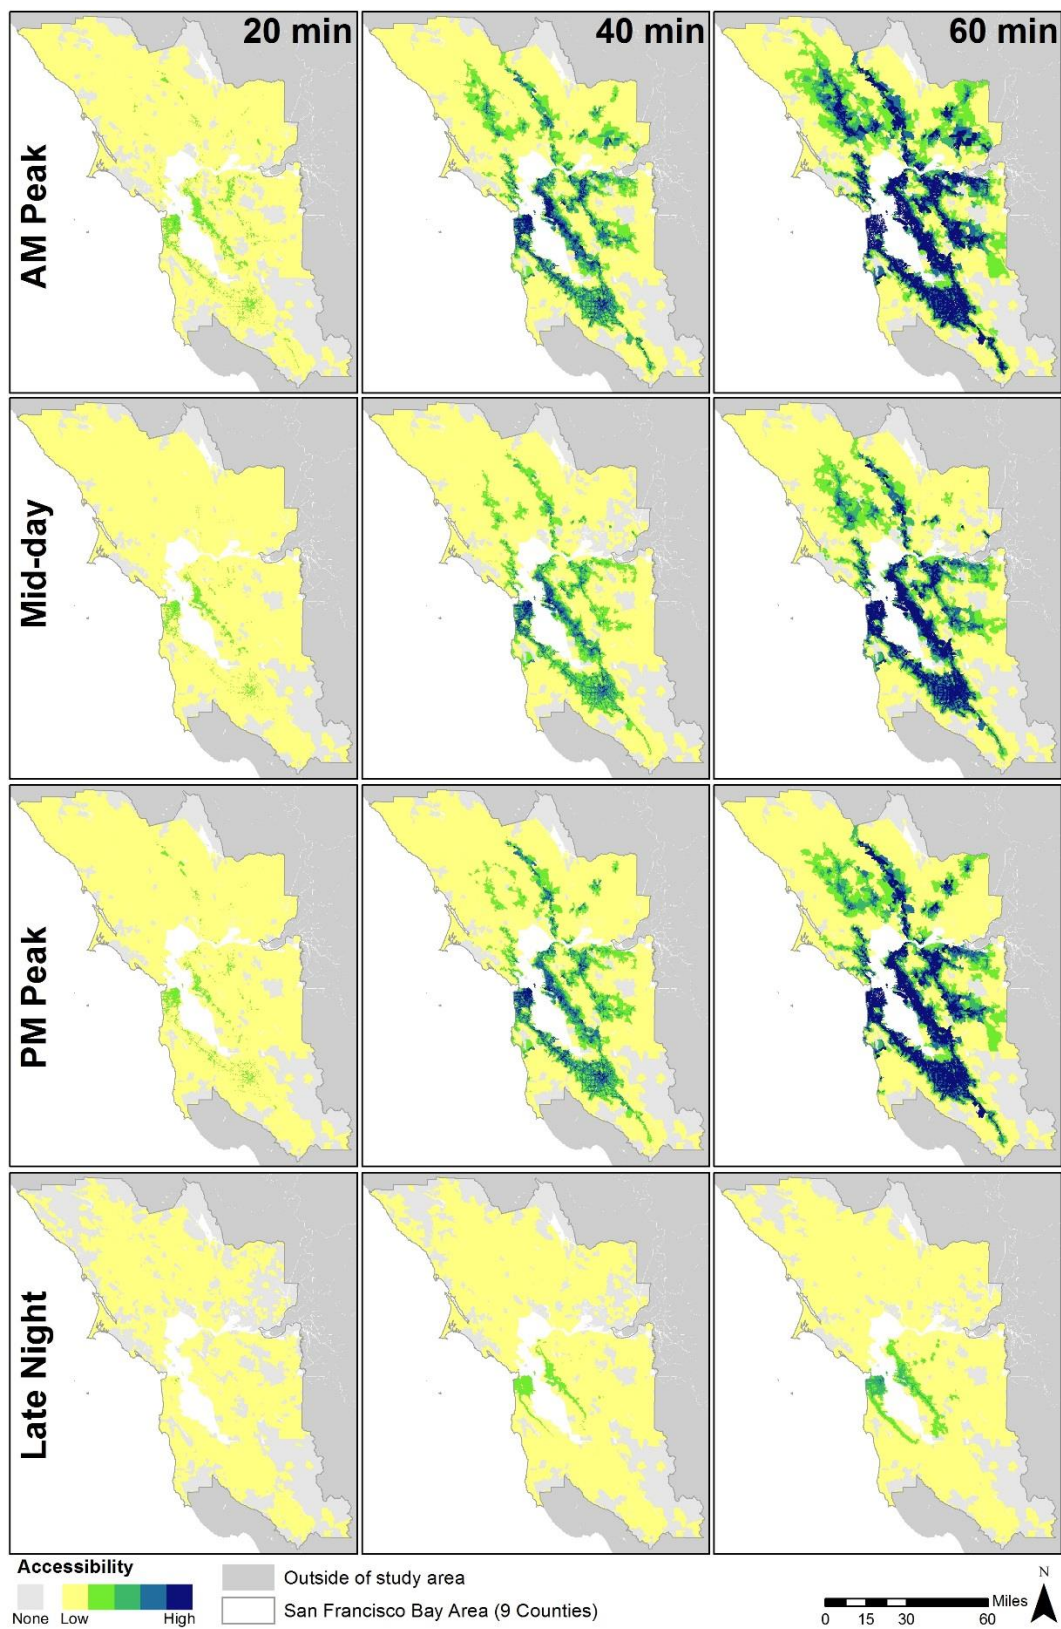 20 min
40 min
60 min
AM Peak
Mid-day
PM Peak
Late Night
Accessibility
None Low High
Outside of study area
San Francisco Bay Area (9 Counties)
N
Miles
0 15 30 60